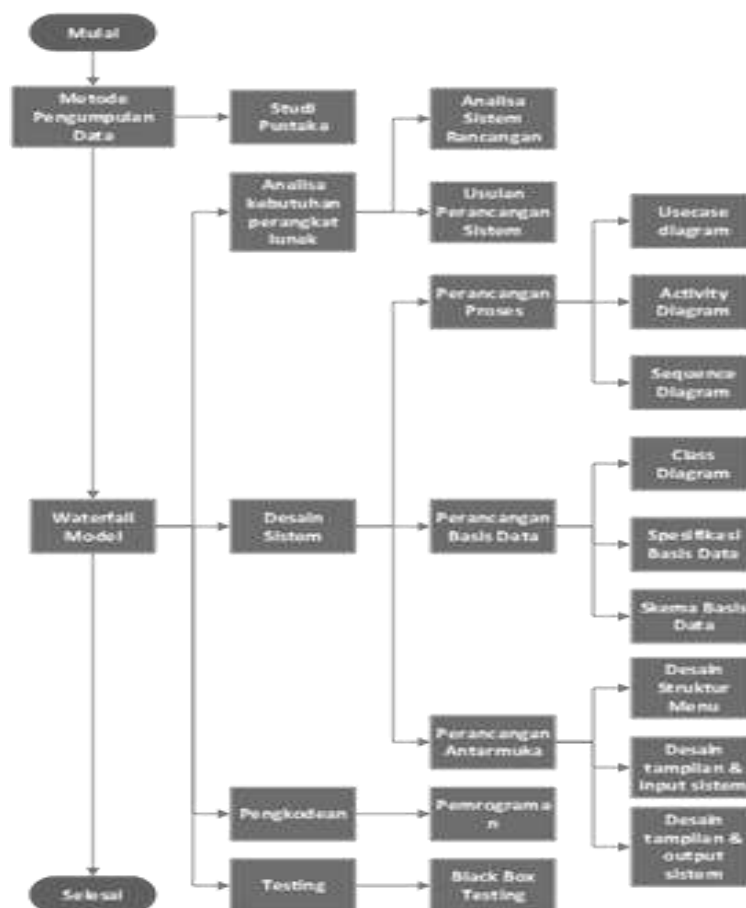 Mulai
Metode
Pengumpulan
Data
Studi
Pustaka
Analisa
Sistem
Rancangan
Analisa
kebutuhan
perangkat
lunak
Usulan
Perancangan
Sistem
Usecase
diagram
Perancangan
Proses
Activity
Diagram
Sequence
Diagram
Class
Diagram
Waterfall
Model
Desain
Sistem
Perancangan
Basis Data
Spesifikasi
Basis Data
Skema Basis
Data
Desain
Struktur
Menu
Perancangan
Antarmuka
Desain
tampilan &
input sistem
Pengkodean
Pemrograma
n
Desain
tampilan &
output
sistem
Testing
Black Box
Testing
Selesai